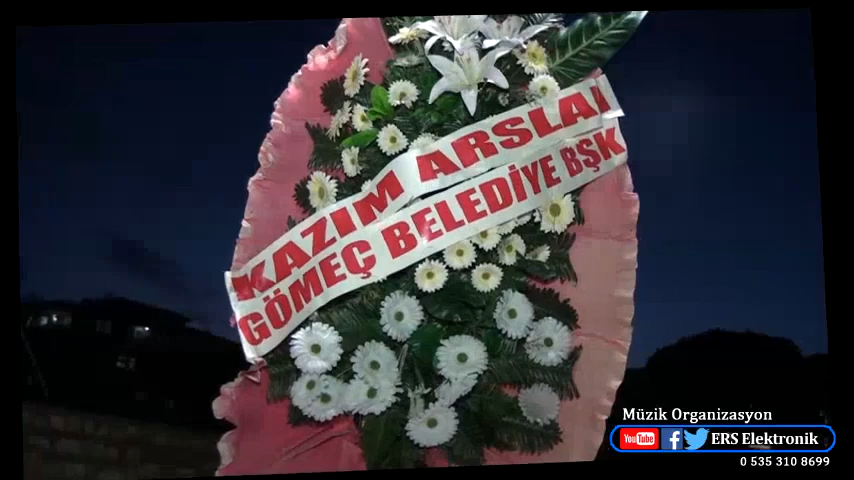 KAZIM ARSLAN
GÖMEÇ BELEDİYE BŞK
Müzik Organizasyon
YouTube f ERS Elektronik
0 535 310 8699